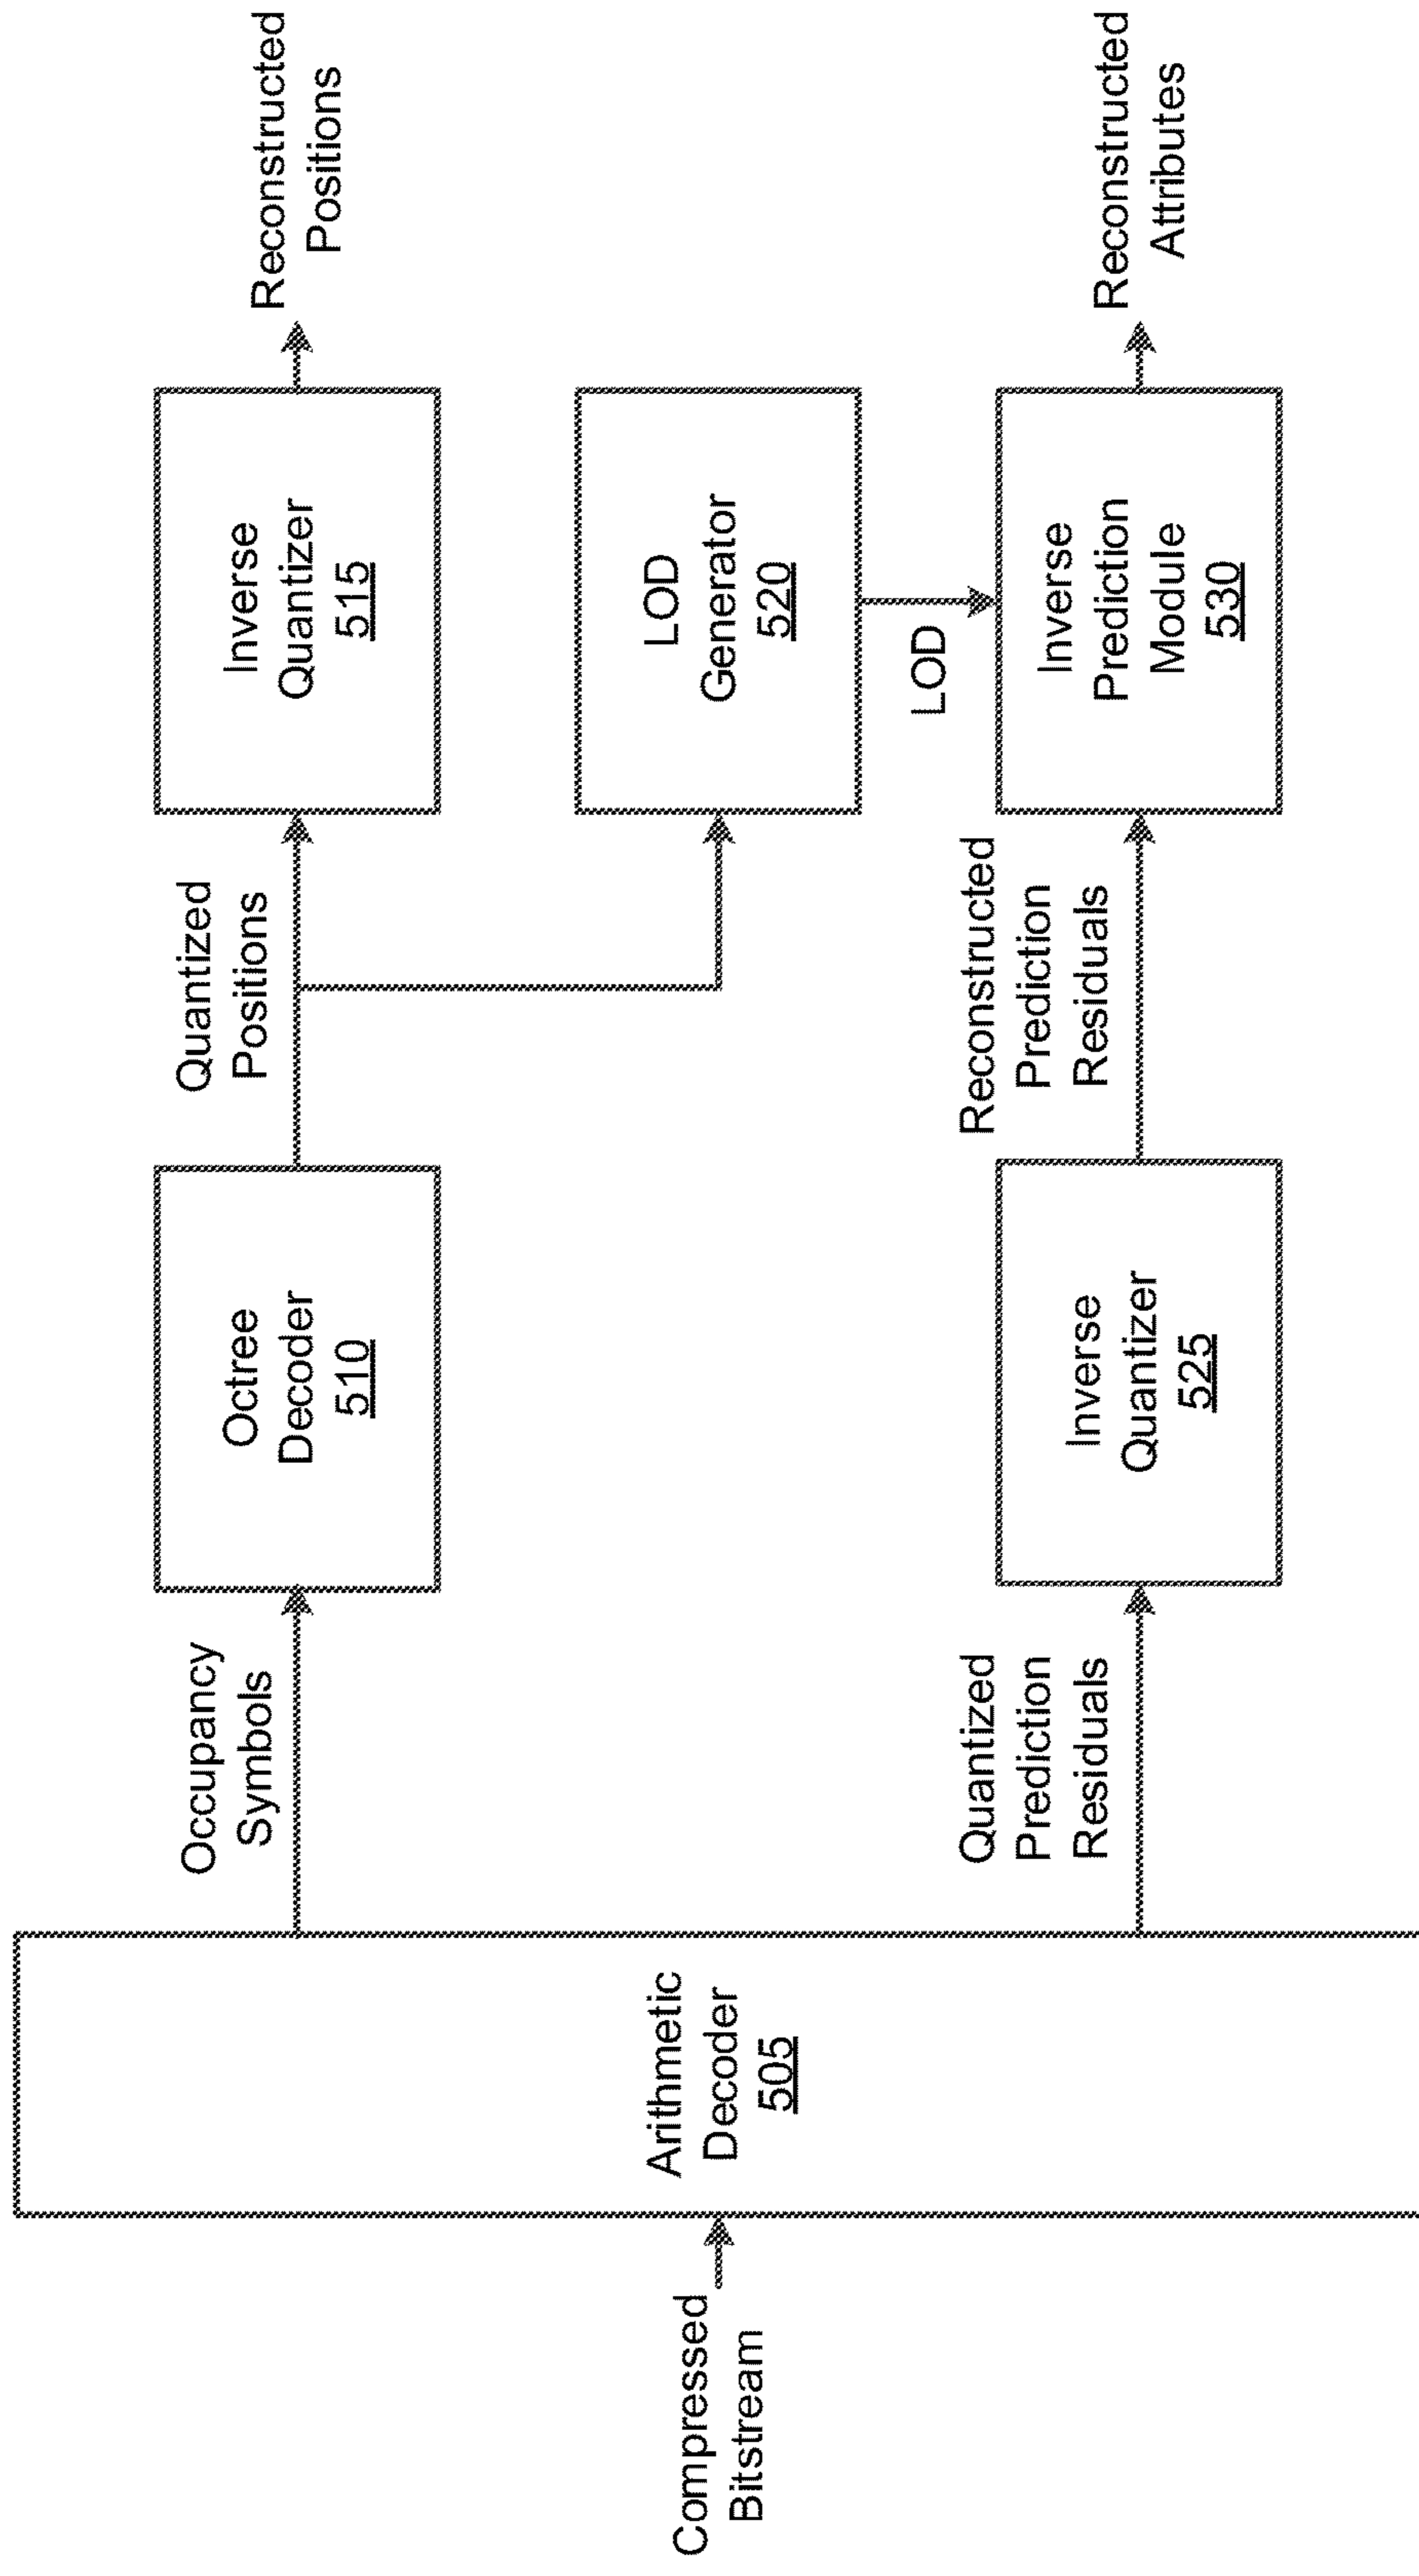 Compressed
Bitstream
Arithmetic
Decoder
505
Occupancy
Symbols
Octree
Decoder
510
Quantized
Positions
Inverse
Quantizer
515
Reconstructed
Positions
LOD
Generator
520
LOD
Quantized
Prediction
Residuals
Inverse
Quantizer
525
Reconstructed
Prediction
Residuals
Inverse
Prediction
Module
530
Reconstructed
Attributes